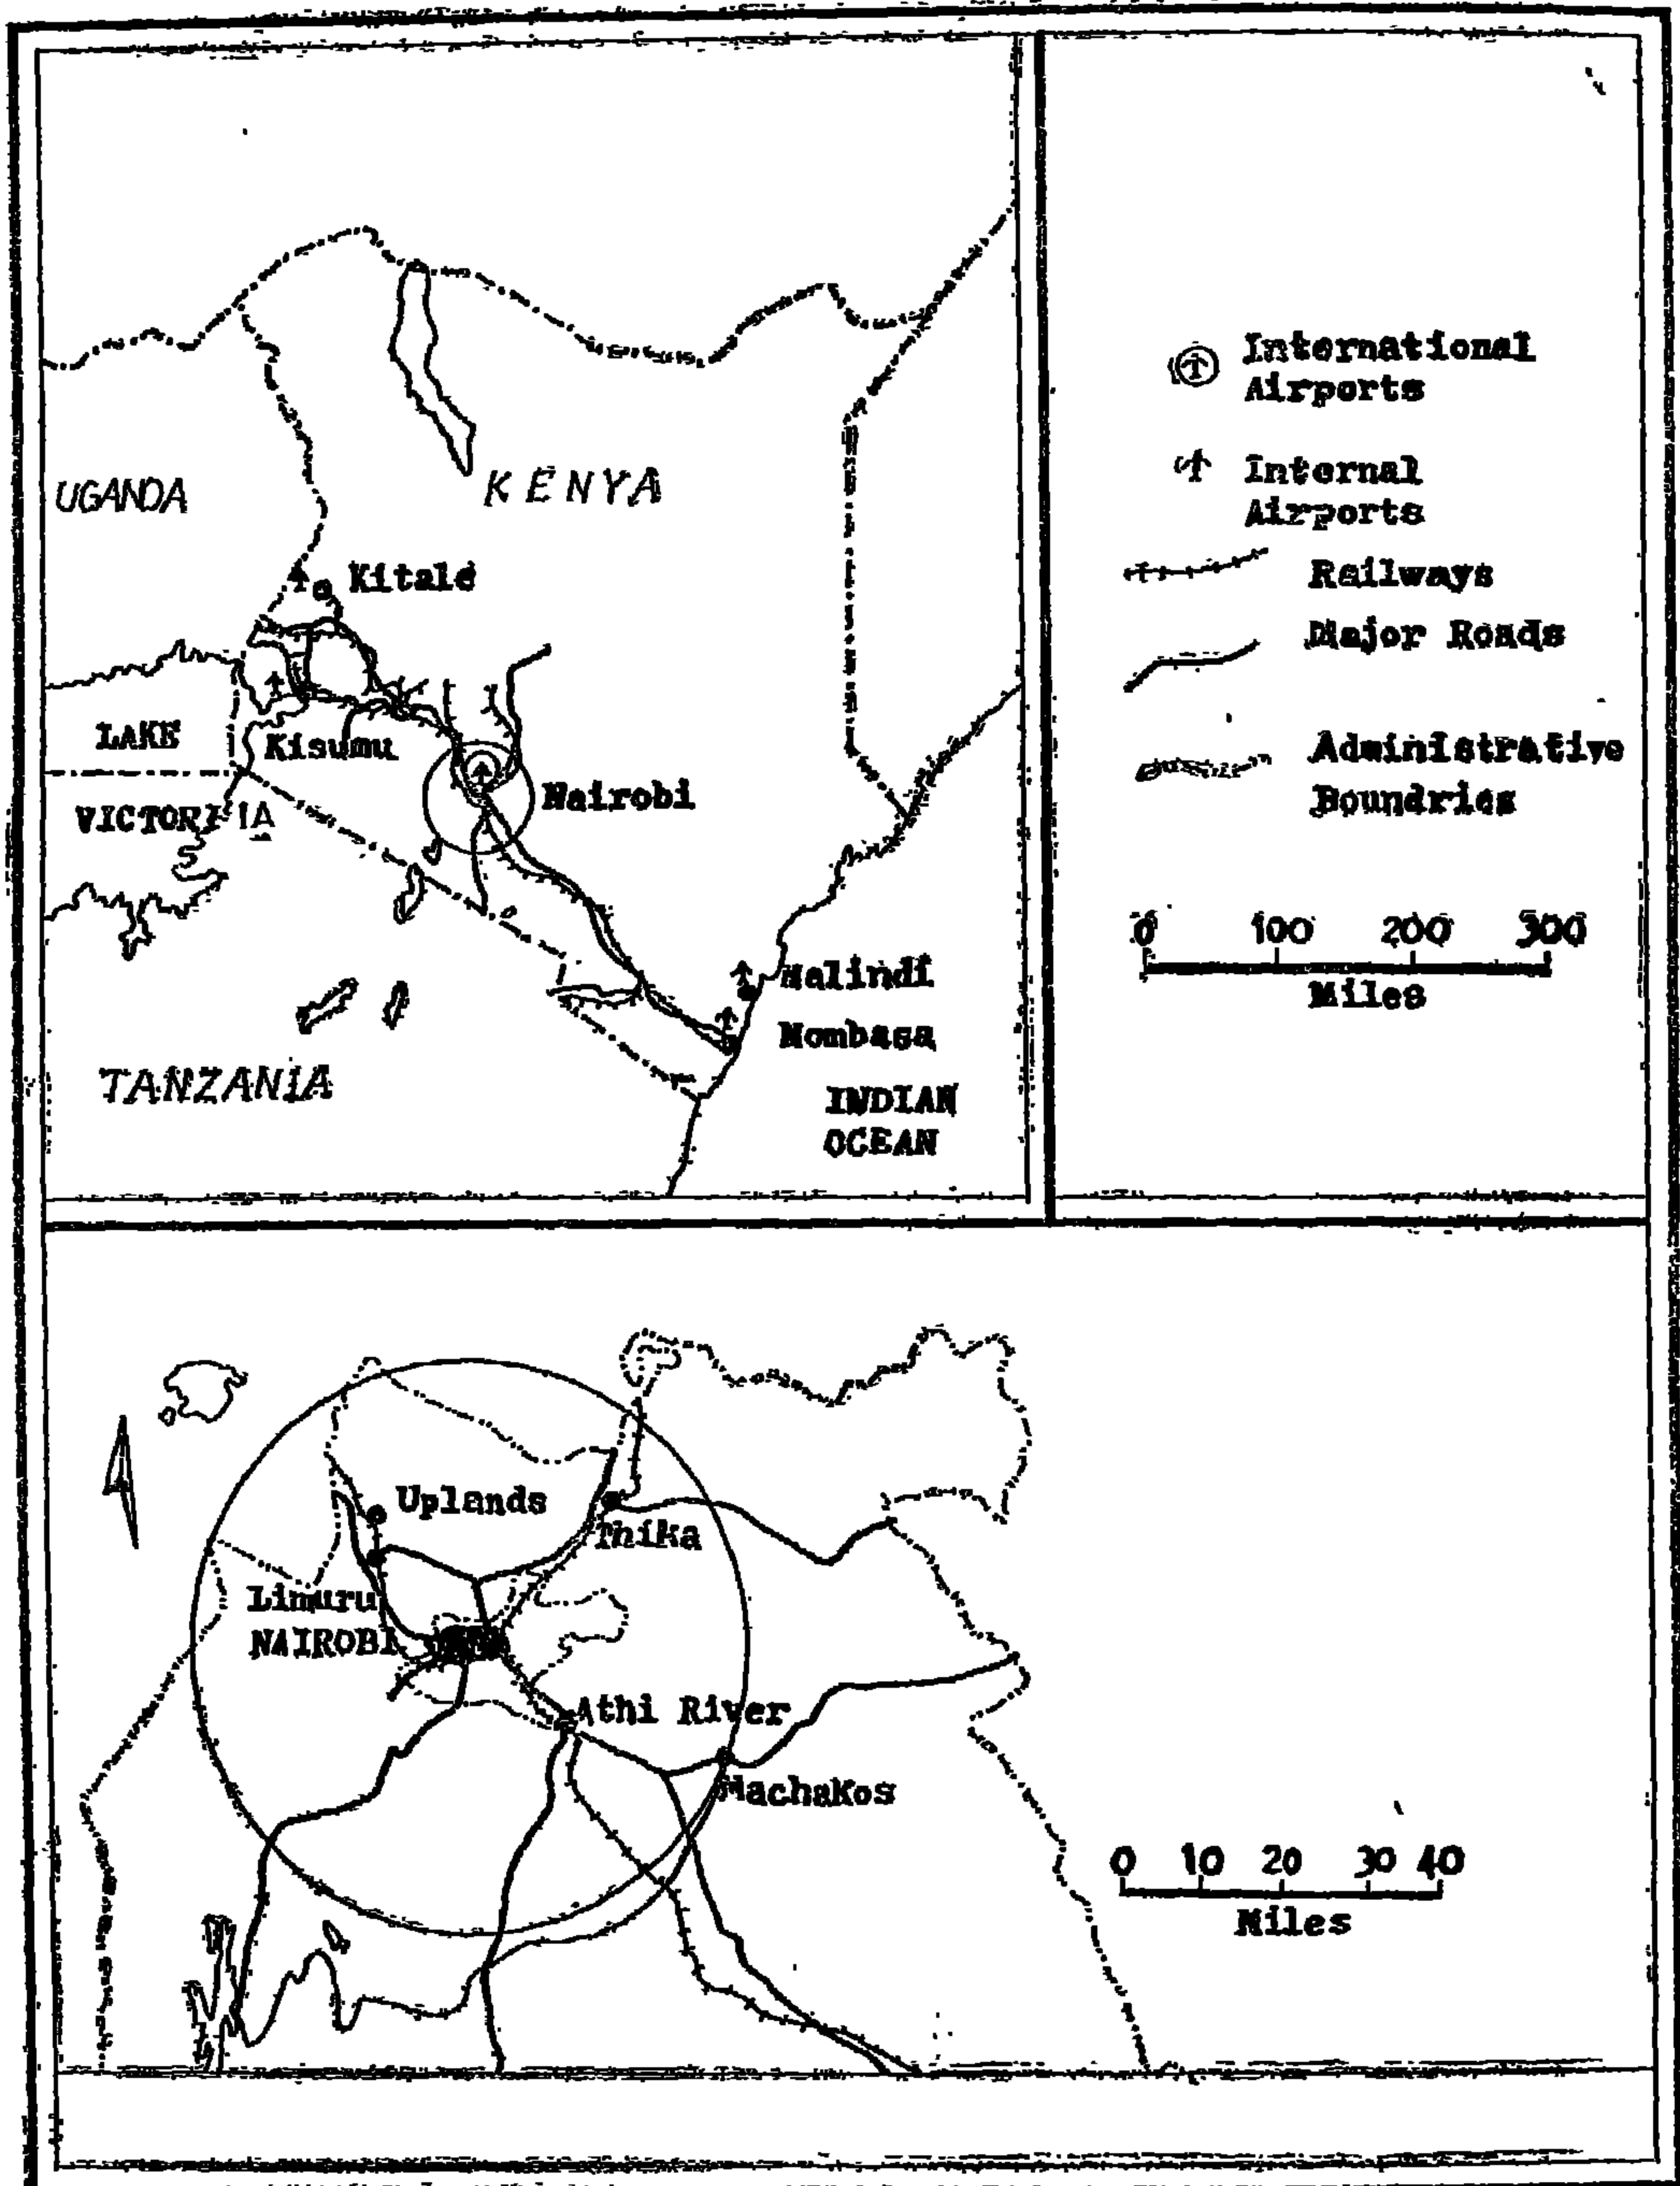 UGANDA
KENYA
Kitale
LAKE
VICTORIA
Kisumu
Nairobi
Malindi
Mombasa
TANZANIA
INDIAN
OCEAN
International
Airports
Internal
Airports
Railways
Major Roads
Administrative
Boundries
0 100 200 300
Miles
Uplands
Thika
Limuru
NAIROBI
Athi River
Machakos
0 10 20 30 40
Miles